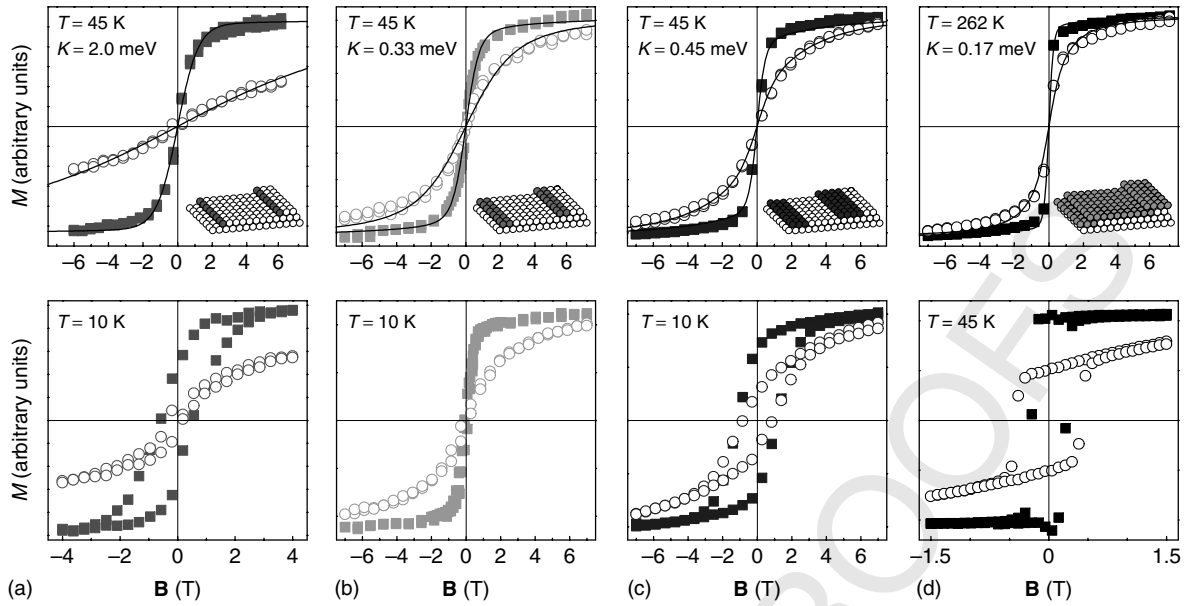 T = 45 K
K = 2.0 meV
T = 45 K
K = 0.33 meV
T = 45 K
K = 0.45 meV
T = 262 K
K = 0.17 meV
M (arbitrary units)
−6 −4 −2 0 2 4 6
−6 −4 −2 0 2 4 6
−6 −4 −2 0 2 4 6
−6 −4 −2 0 2 4 6
T = 10 K
T = 10 K
T = 10 K
T = 45 K
M (arbitrary units)
−4 −2 0 2 4
−6 −4 −2 0 2 4 6
−6 −4 −2 0 2 4 6
−1.5 0 1.5
(a) B (T)
(b) B (T)
(c) B (T)
(d) B (T)
PROOFS